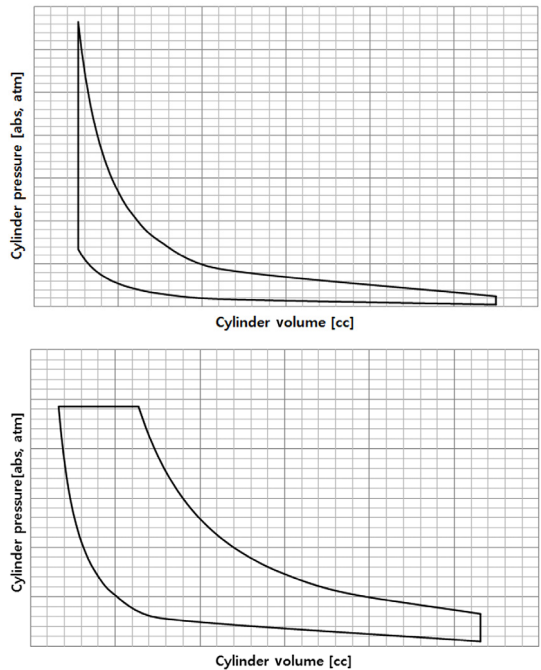 Cylinder pressure [abs, atm]
Cylinder volume [cc]
Cylinder pressure[abs, atm]
Cylinder volume [cc]